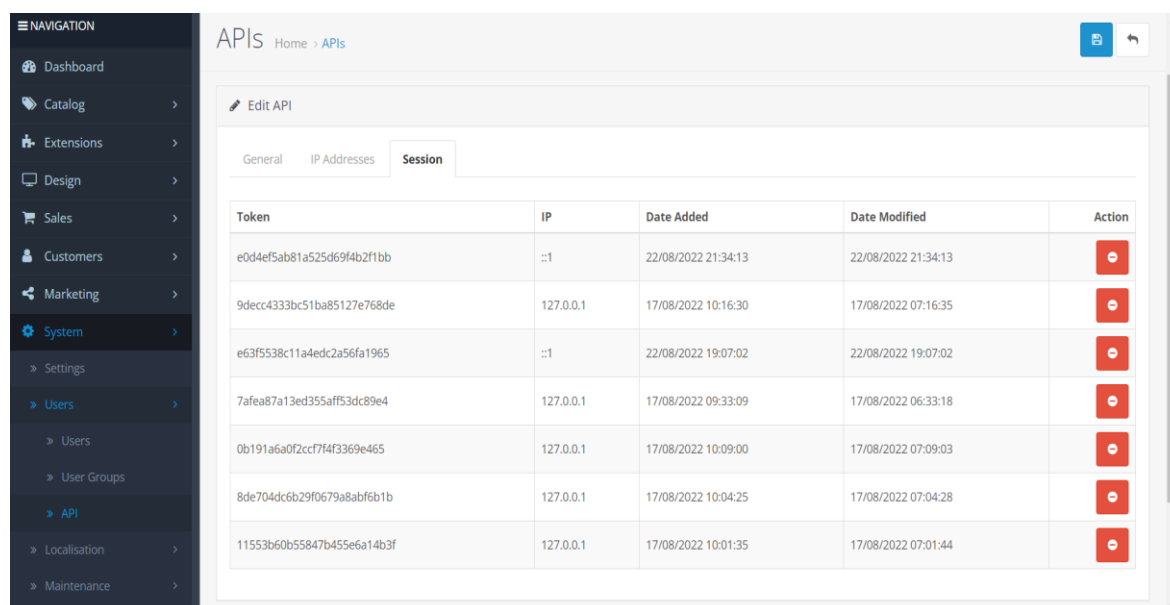 NAVIGATION
Dashboard
Catalog
Extensions
Design
Sales
Customers
Marketing
System
Settings
Users
Users
User Groups
API
Localisation
Maintenance
APIs Home › APIs
Edit API
General IP Addresses Session
Token IP Date Added Date Modified Action
e0d4ef5ab81a525d69f4b2f1bb ::1 22/08/2022 21:34:13 22/08/2022 21:34:13
9decc4333bc51ba85127e768de 127.0.0.1 17/08/2022 10:16:30 17/08/2022 07:16:35
e63f5538c11a4edc2a56fa1965 ::1 22/08/2022 19:07:02 22/08/2022 19:07:02
7afea87a13ed355aff53dc89e4 127.0.0.1 17/08/2022 09:33:09 17/08/2022 06:33:18
0b191a6a0f2ccf7f4f3369e465 127.0.0.1 17/08/2022 10:09:00 17/08/2022 07:09:03
8de704dc6b29f0679a8abf6b1b 127.0.0.1 17/08/2022 10:04:25 17/08/2022 07:04:28
11553b60b55847b455e6a14b3f 127.0.0.1 17/08/2022 10:01:35 17/08/2022 07:01:44